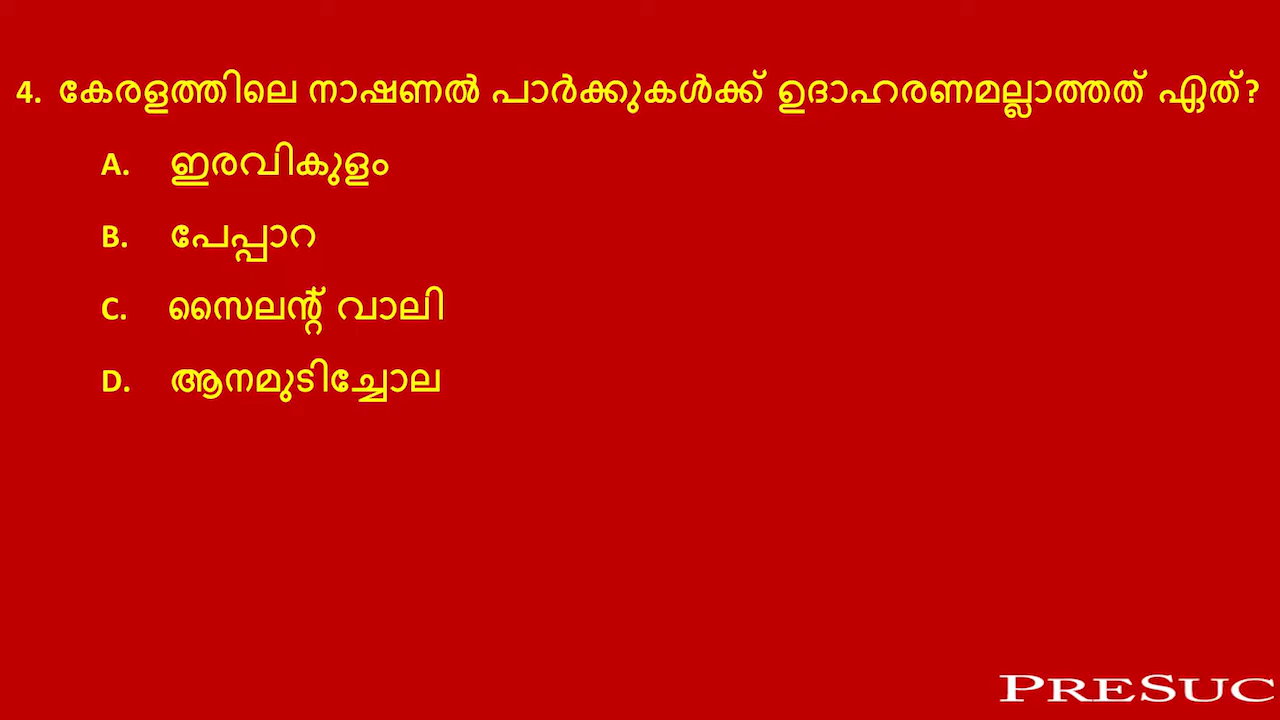 4. കേരളത്തിലെ നാഷണൽ പാർക്കുകൾക്ക് ഉദാഹരണമല്ലാത്തത് ഏത്?
A. ഇരവികുളം
B. പേപ്പാറ
C. സൈലന്റ് വാലി
D. ആനമുടിച്ചോല
PRESUC